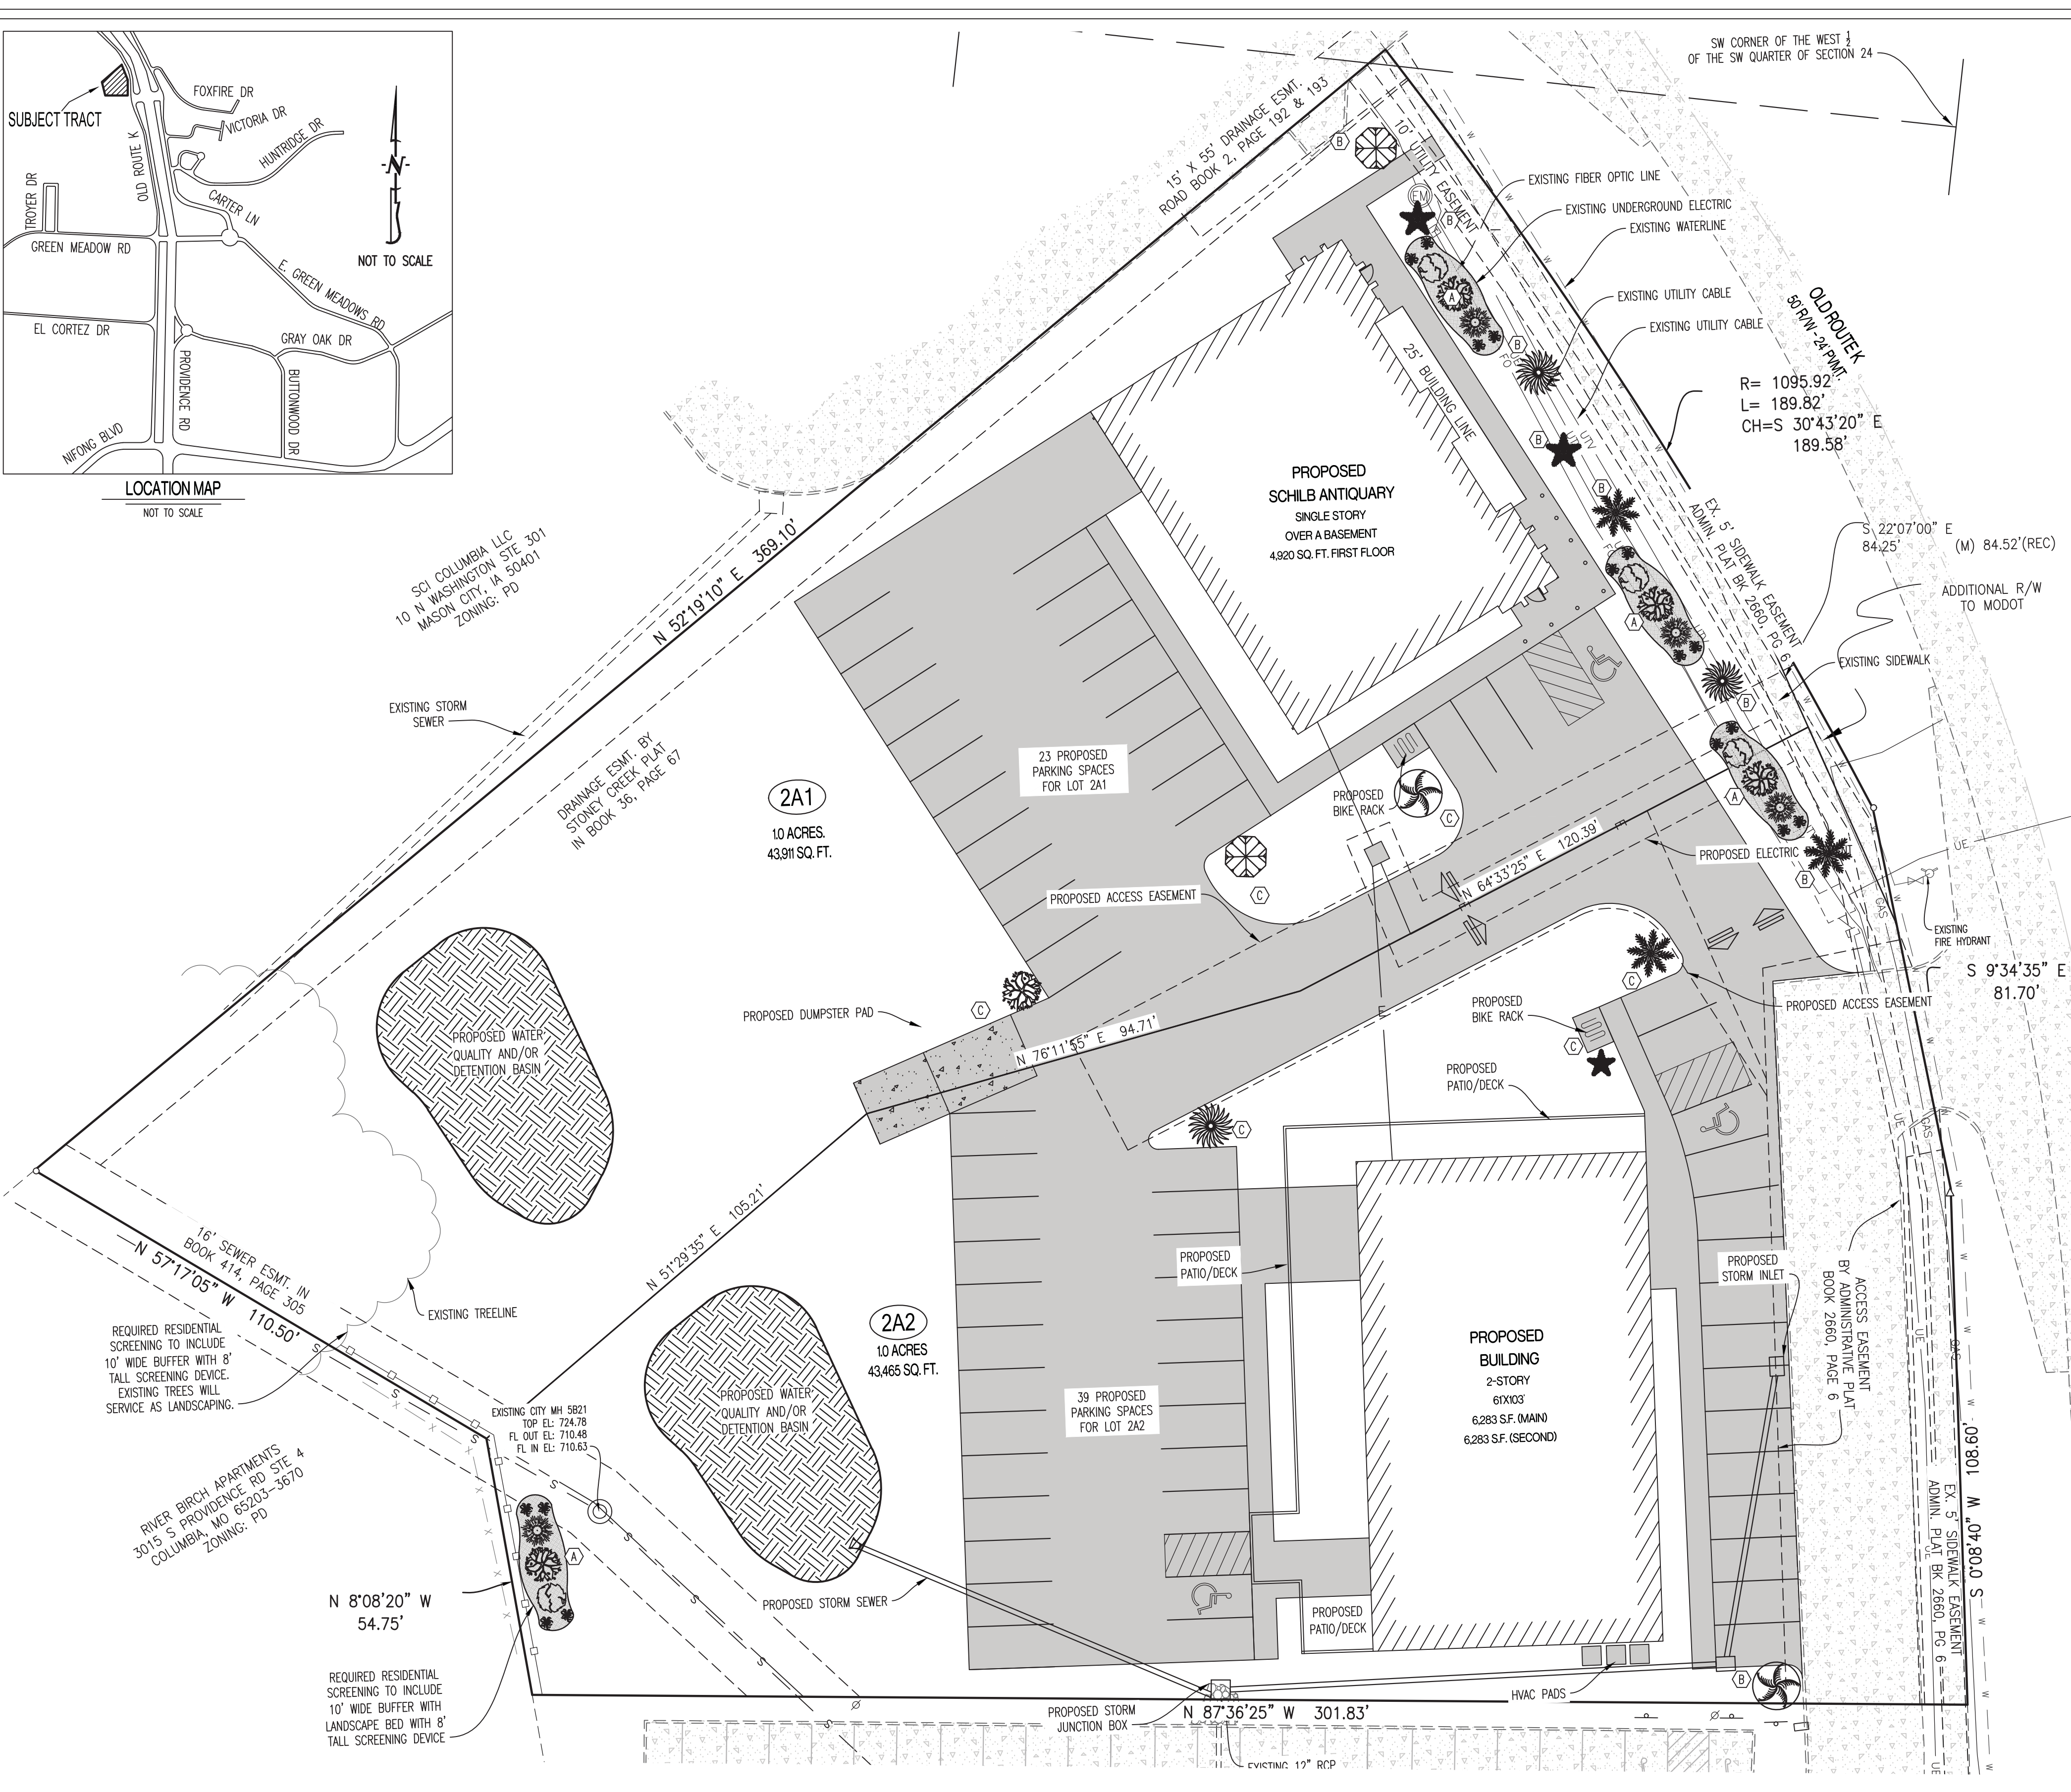 FOXFIRE DR
VICTORIA DR
HUNTRIDGE DR
SUBJECT TRACT
OLD ROUTE K
TROYER DR
CARTER LN
N
NOT TO SCALE
GREEN MEADOW RD
E. GREEN MEADOWS RD
EL CORTEZ DR
GRAY OAK DR
PROVIDENCE RD
BUTTONWOOD DR
NIFONG BLVD
LOCATION MAP
NOT TO SCALE
SW CORNER OF THE WEST 1/2
OF THE SW QUARTER OF SECTION 24
15' X 55' DRAINAGE ESMT.
ROAD BOOK 2, PAGE 192 & 193
10' UTILITY EASEMENT
EXISTING FIBER OPTIC LINE
EXISTING UNDERGROUND ELECTRIC
EXISTING WATERLINE
EXISTING UTILITY CABLE
EXISTING UTILITY CABLE
OLD ROUTE K
50' R/W - 24' PVMT.
R= 1095.92'
L= 189.82'
CH=S 30°43'20" E
189.58'
25' BUILDING LINE
PROPOSED
SCHILB ANTIQUARY
SINGLE STORY
OVER A BASEMENT
4,920 SQ. FT. FIRST FLOOR
EX. 5' SIDEWALK EASEMENT
ADMIN. PLAT BK 2660, PG 6
S 22°07'00" E
84.25' (M) 84.52'(REC)
ADDITIONAL R/W
TO MODOT
EXISTING SIDEWALK
SCI COLUMBIA LLC
10 N WASHINGTON STE 301
MASON CITY, IA 50401
ZONING: PD
N 52°19'10" E 369.10'
EXISTING STORM
SEWER
DRAINAGE ESMT. BY
STONEY CREEK PLAT
IN BOOK 36, PAGE 67
2A1
1.0 ACRES.
43,911 SQ. FT.
23 PROPOSED
PARKING SPACES
FOR LOT 2A1
PROPOSED
BIKE RACK
PROPOSED ACCESS EASEMENT
N 64°33'25" E 120.39'
PROPOSED ELECTRIC
EXISTING
FIRE HYDRANT
S 9°34'35" E
81.70'
PROPOSED ACCESS EASEMENT
PROPOSED DUMPSTER PAD
N 76°11'55" E 94.71'
PROPOSED
BIKE RACK
PROPOSED
PATIO/DECK
PROPOSED WATER
QUALITY AND/OR
DETENTION BASIN
N 51°29'35" E 105.21'
16' SEWER ESMT. IN
BOOK 414, PAGE 305
N 57°17'05" W 110.50'
EXISTING TREELINE
REQUIRED RESIDENTIAL
SCREENING TO INCLUDE
10' WIDE BUFFER WITH 8'
TALL SCREENING DEVICE.
EXISTING TREES WILL
SERVICE AS LANDSCAPING.
EXISTING CITY MH 5B21
TOP EL: 724.78
FL OUT EL: 710.48
FL IN EL: 710.63
2A2
1.0 ACRES
43,465 SQ. FT.
PROPOSED WATER
QUALITY AND/OR
DETENTION BASIN
39 PROPOSED
PARKING SPACES
FOR LOT 2A2
PROPOSED
PATIO/DECK
PROPOSED
BUILDING
2-STORY
61'X103'
6,283 S.F. (MAIN)
6,283 S.F. (SECOND)
PROPOSED
STORM INLET
ACCESS EASEMENT
BY ADMINISTRATIVE PLAT
BOOK 2660, PAGE 6
S 0°08'40" W 108.60'
EX. 5' SIDEWALK EASEMENT
ADMIN. PLAT BK 2660, PG 6
RIVER BIRCH APARTMENTS
3015 S PROVIDENCE RD STE 4
COLUMBIA, MO 65203-3670
ZONING: PD
N 8°08'20" W
54.75'
REQUIRED RESIDENTIAL
SCREENING TO INCLUDE
10' WIDE BUFFER WITH
LANDSCAPE BED WITH 8'
TALL SCREENING DEVICE
PROPOSED STORM SEWER
PROPOSED
PATIO/DECK
HVAC PADS
PROPOSED STORM
JUNCTION BOX
N 87°36'25" W 301.83'
EXISTING 12" RCP